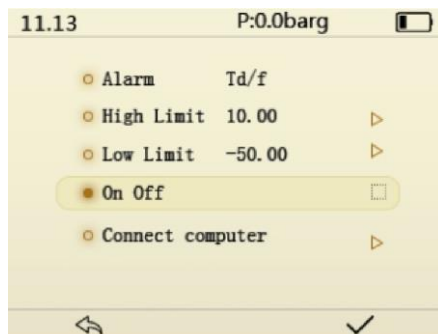 11.13 P:0.0barg
Alarm Td/f
High Limit 10.00
Low Limit -50.00
On Off
Connect computer